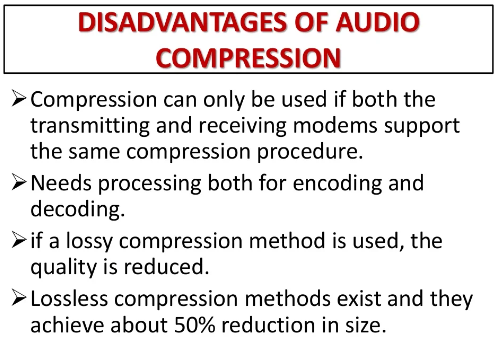 DISADVANTAGES OF AUDIO
COMPRESSION
➢Compression can only be used if both the
transmitting and receiving modems support
the same compression procedure.
➢Needs processing both for encoding and
decoding.
➢if a lossy compression method is used, the
quality is reduced.
➢Lossless compression methods exist and they
achieve about 50% reduction in size.